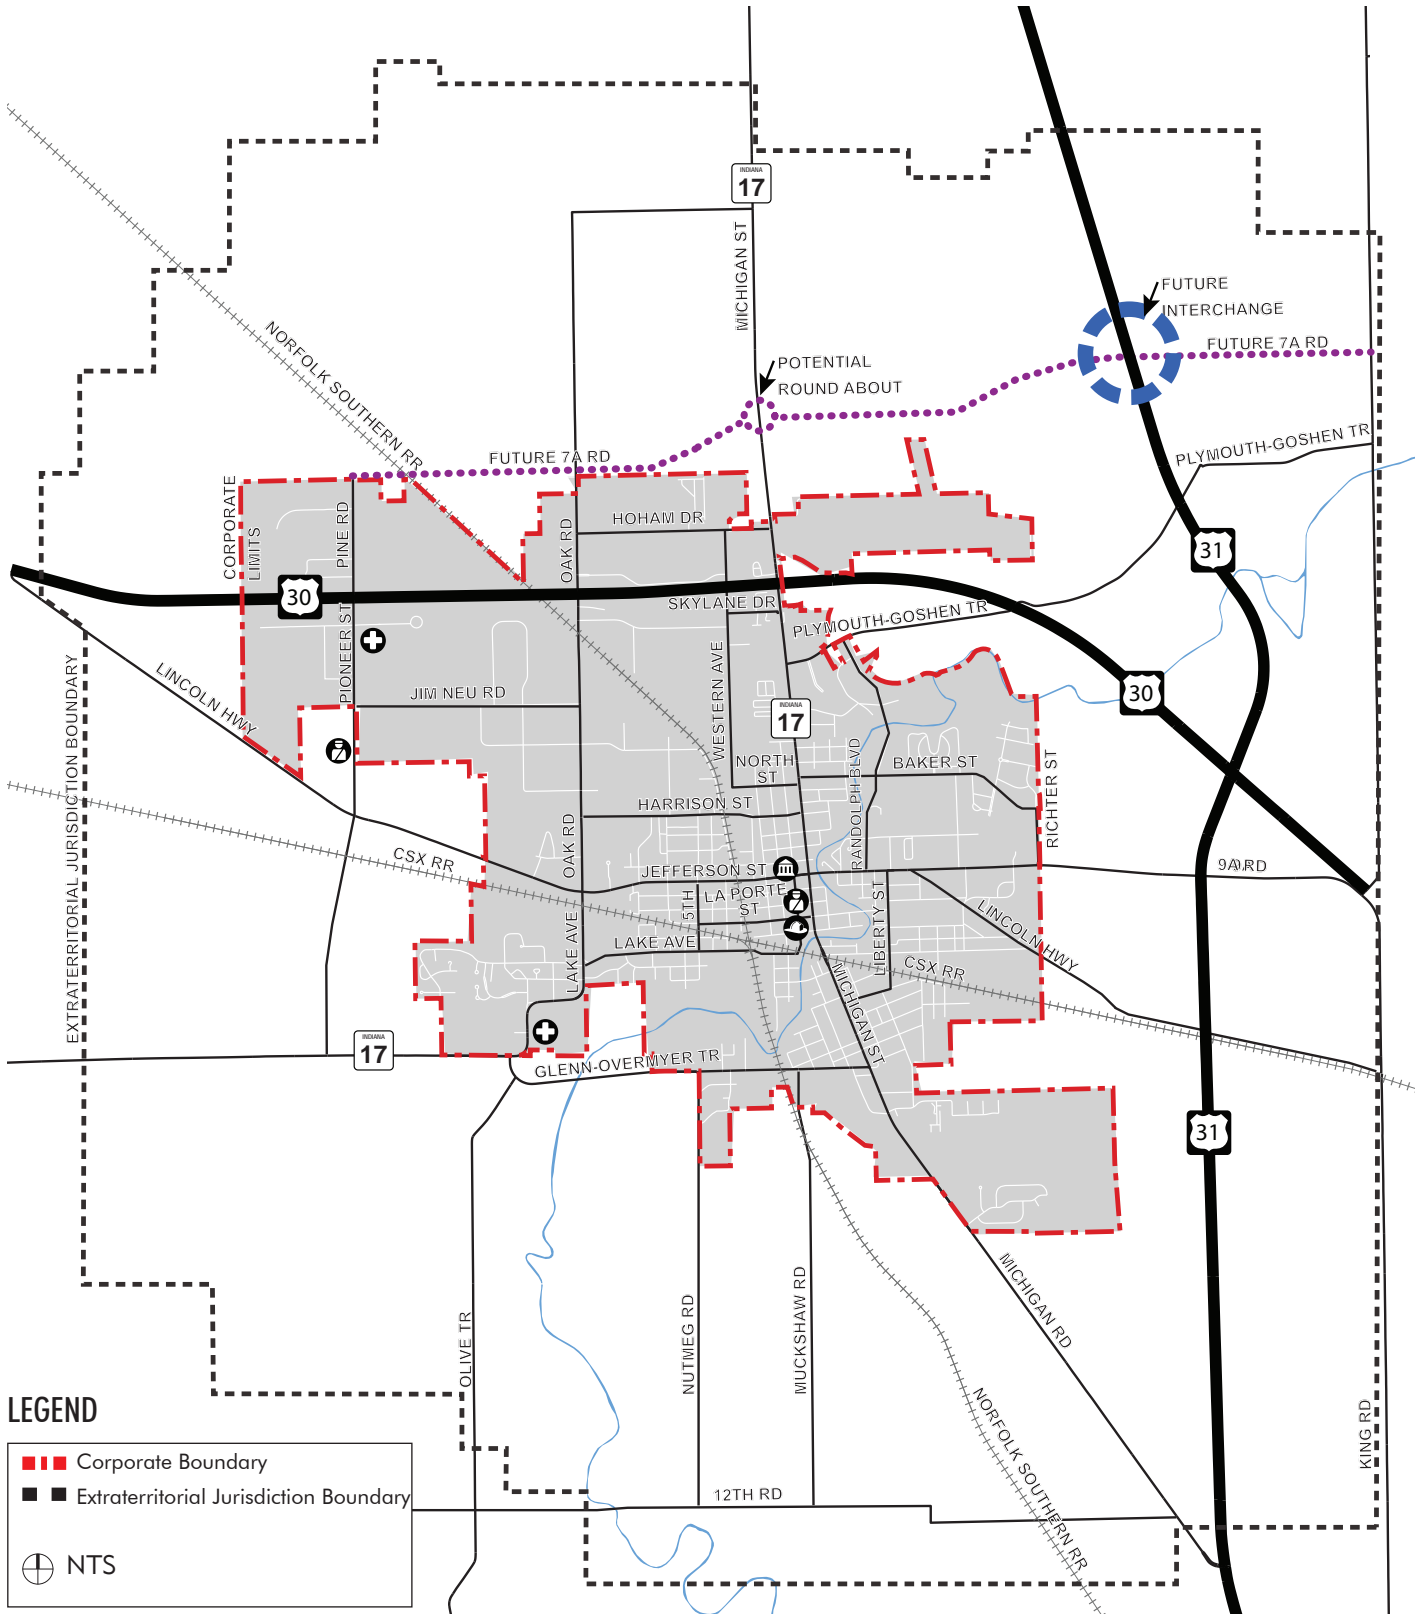 INDIANA
17
MICHIGAN ST
FUTURE
INTERCHANGE
FUTURE 7A RD
NORFOLK SOUTHERN RR
POTENTIAL
ROUND ABOUT
PLYMOUTH-GOSHEN TR
FUTURE 7A RD
CORPORATE
LIMITS
PINE RD
OAK RD
HOHAM DR
31
30
SKYLANE DR
PLYMOUTH-GOSHEN TR
PIONEER ST
LINCOLN HWY
JIM NEU RD
WESTERN AVE
30
INDIANA
17
EXTRATERRITORIAL JURISDICTION BOUNDARY
NORTH
ST
RANDOLPH BLVD
BAKER ST
RICHTER ST
HARRISON ST
OAK RD
CSX RR
JEFFERSON ST
9A RD
LA PORTE
ST
5TH
LIBERTY ST
LINCOLN HWY
LAKE AVE
LAKE AVE
CSX RR
MICHIGAN ST
INDIANA
17
GLENN-OVERMYER TR
31
OLIVE TR
NUTMEG RD
MUCKSHAW RD
MICHIGAN RD
NORFOLK SOUTHERN RR
KING RD
12TH RD
LEGEND
Corporate Boundary
Extraterritorial Jurisdiction Boundary
NTS